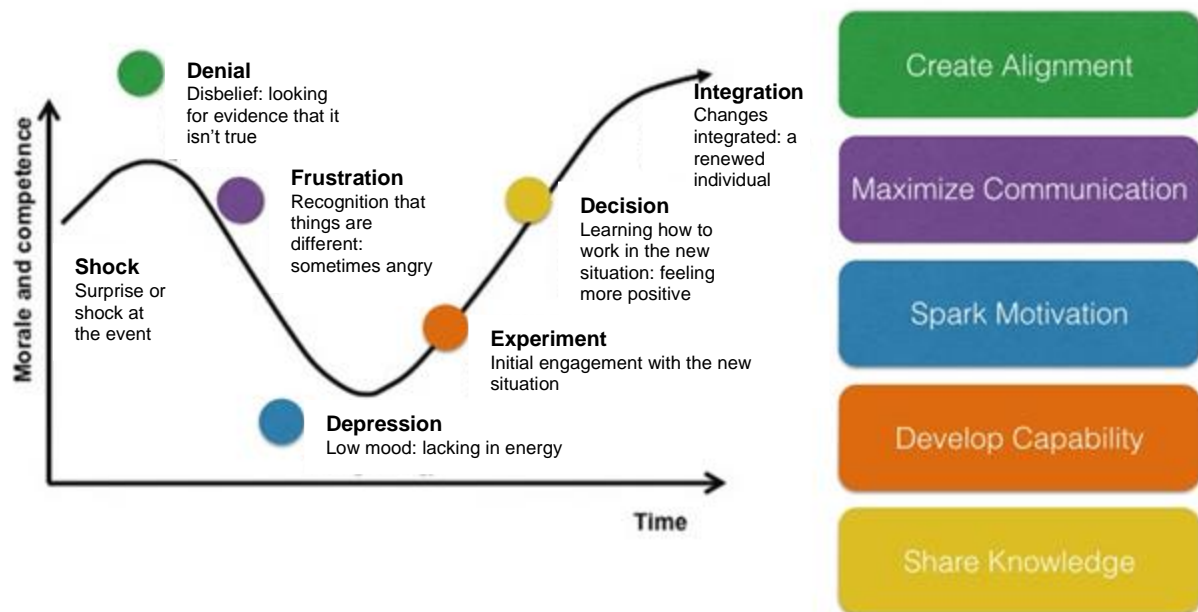 Denial
Disbelief: looking
for evidence that it
isn't true
Frustration
Recognition that
things are
different:
sometimes angry
Shock
Surprise or
shock at
the event
Depression
Low mood: lacking in energy
Experiment
Initial engagement with the new
situation
Decision
Learning how to
work in the new
situation: feeling
more positive
Integration
Changes
integrated: a
renewed
individual
Morale and competence
Time
Create Alignment
Maximize Communication
Spark Motivation
Develop Capability
Share Knowledge